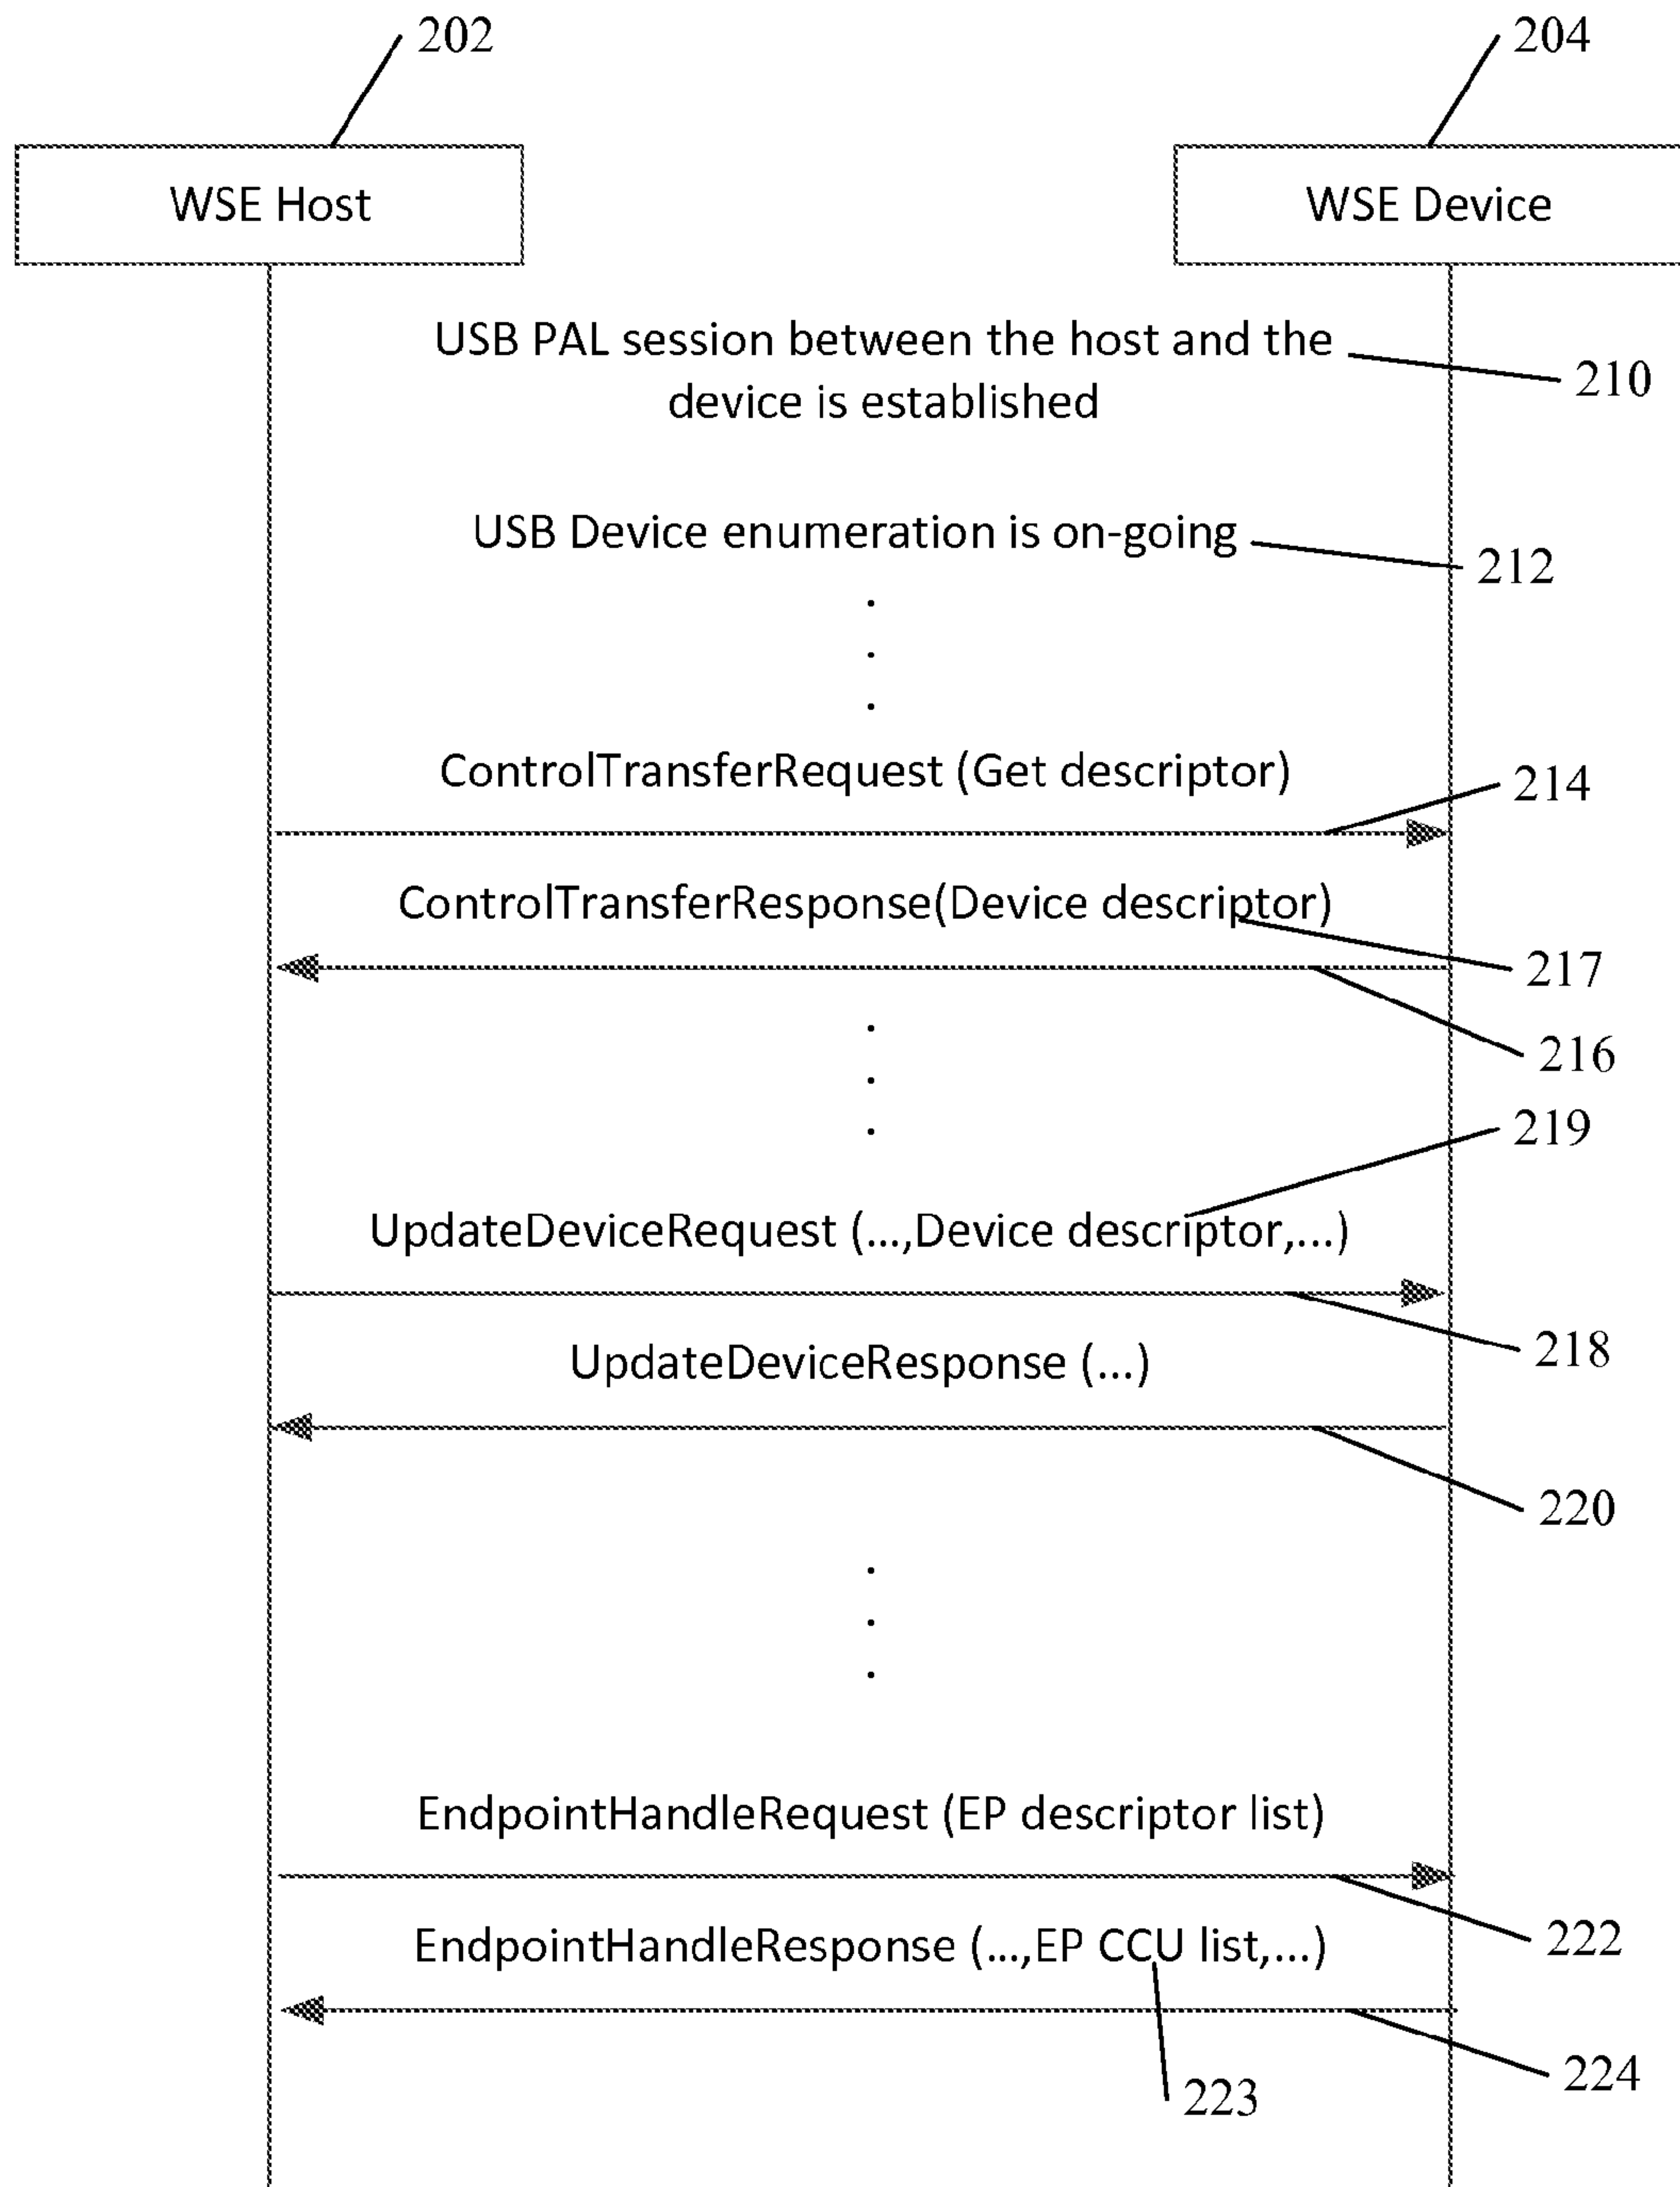 202
204
WSE Host
WSE Device
USB PAL session between the host and the
device is established
210
USB Device enumeration is on-going
212
ControlTransferRequest (Get descriptor)
214
ControlTransferResponse(Device descriptor)
217
216
219
UpdateDeviceRequest (...,Device descriptor,...)
218
UpdateDeviceResponse (...)
220
EndpointHandleRequest (EP descriptor list)
222
EndpointHandleResponse (...,EP CCU list,...)
224
223